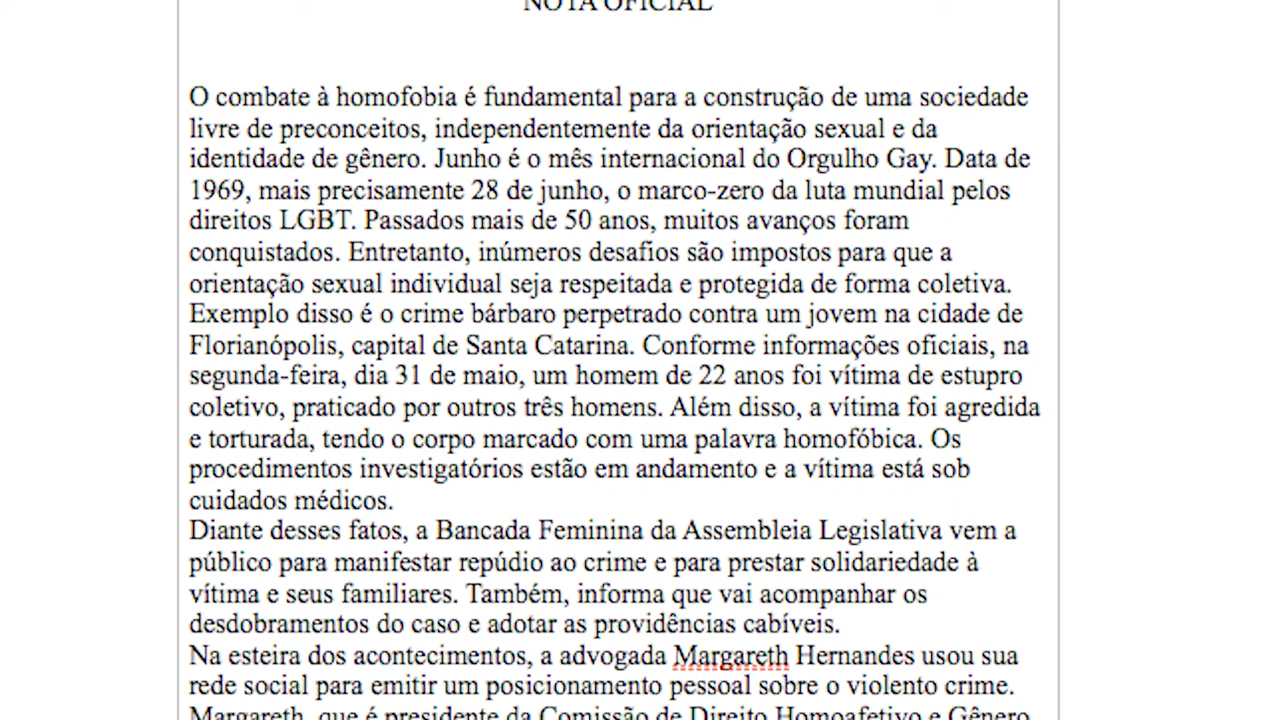 NOTA OFICIAL
O combate à homofobia é fundamental para a construção de uma sociedade
livre de preconceitos, independentemente da orientação sexual e da
identidade de gênero. Junho é o mês internacional do Orgulho Gay. Data de
1969, mais precisamente 28 de junho, o marco-zero da luta mundial pelos
direitos LGBT. Passados mais de 50 anos, muitos avanços foram
conquistados. Entretanto, inúmeros desafios são impostos para que a
orientação sexual individual seja respeitada e protegida de forma coletiva.
Exemplo disso é o crime bárbaro perpetrado contra um jovem na cidade de
Florianópolis, capital de Santa Catarina. Conforme informações oficiais, na
segunda-feira, dia 31 de maio, um homem de 22 anos foi vítima de estupro
coletivo, praticado por outros três homens. Além disso, a vítima foi agredida
e torturada, tendo o corpo marcado com uma palavra homofóbica. Os
procedimentos investigatórios estão em andamento e a vítima está sob
cuidados médicos.
Diante desses fatos, a Bancada Feminina da Assembleia Legislativa vem a
público para manifestar repúdio ao crime e para prestar solidariedade à
vítima e seus familiares. Também, informa que vai acompanhar os
desdobramentos do caso e adotar as providências cabíveis.
Na esteira dos acontecimentos, a advogada Margareth Hernandes usou sua
rede social para emitir um posicionamento pessoal sobre o violento crime.
Margareth, que é presidente da Comissão de Direito Homoafetivo e Gênero